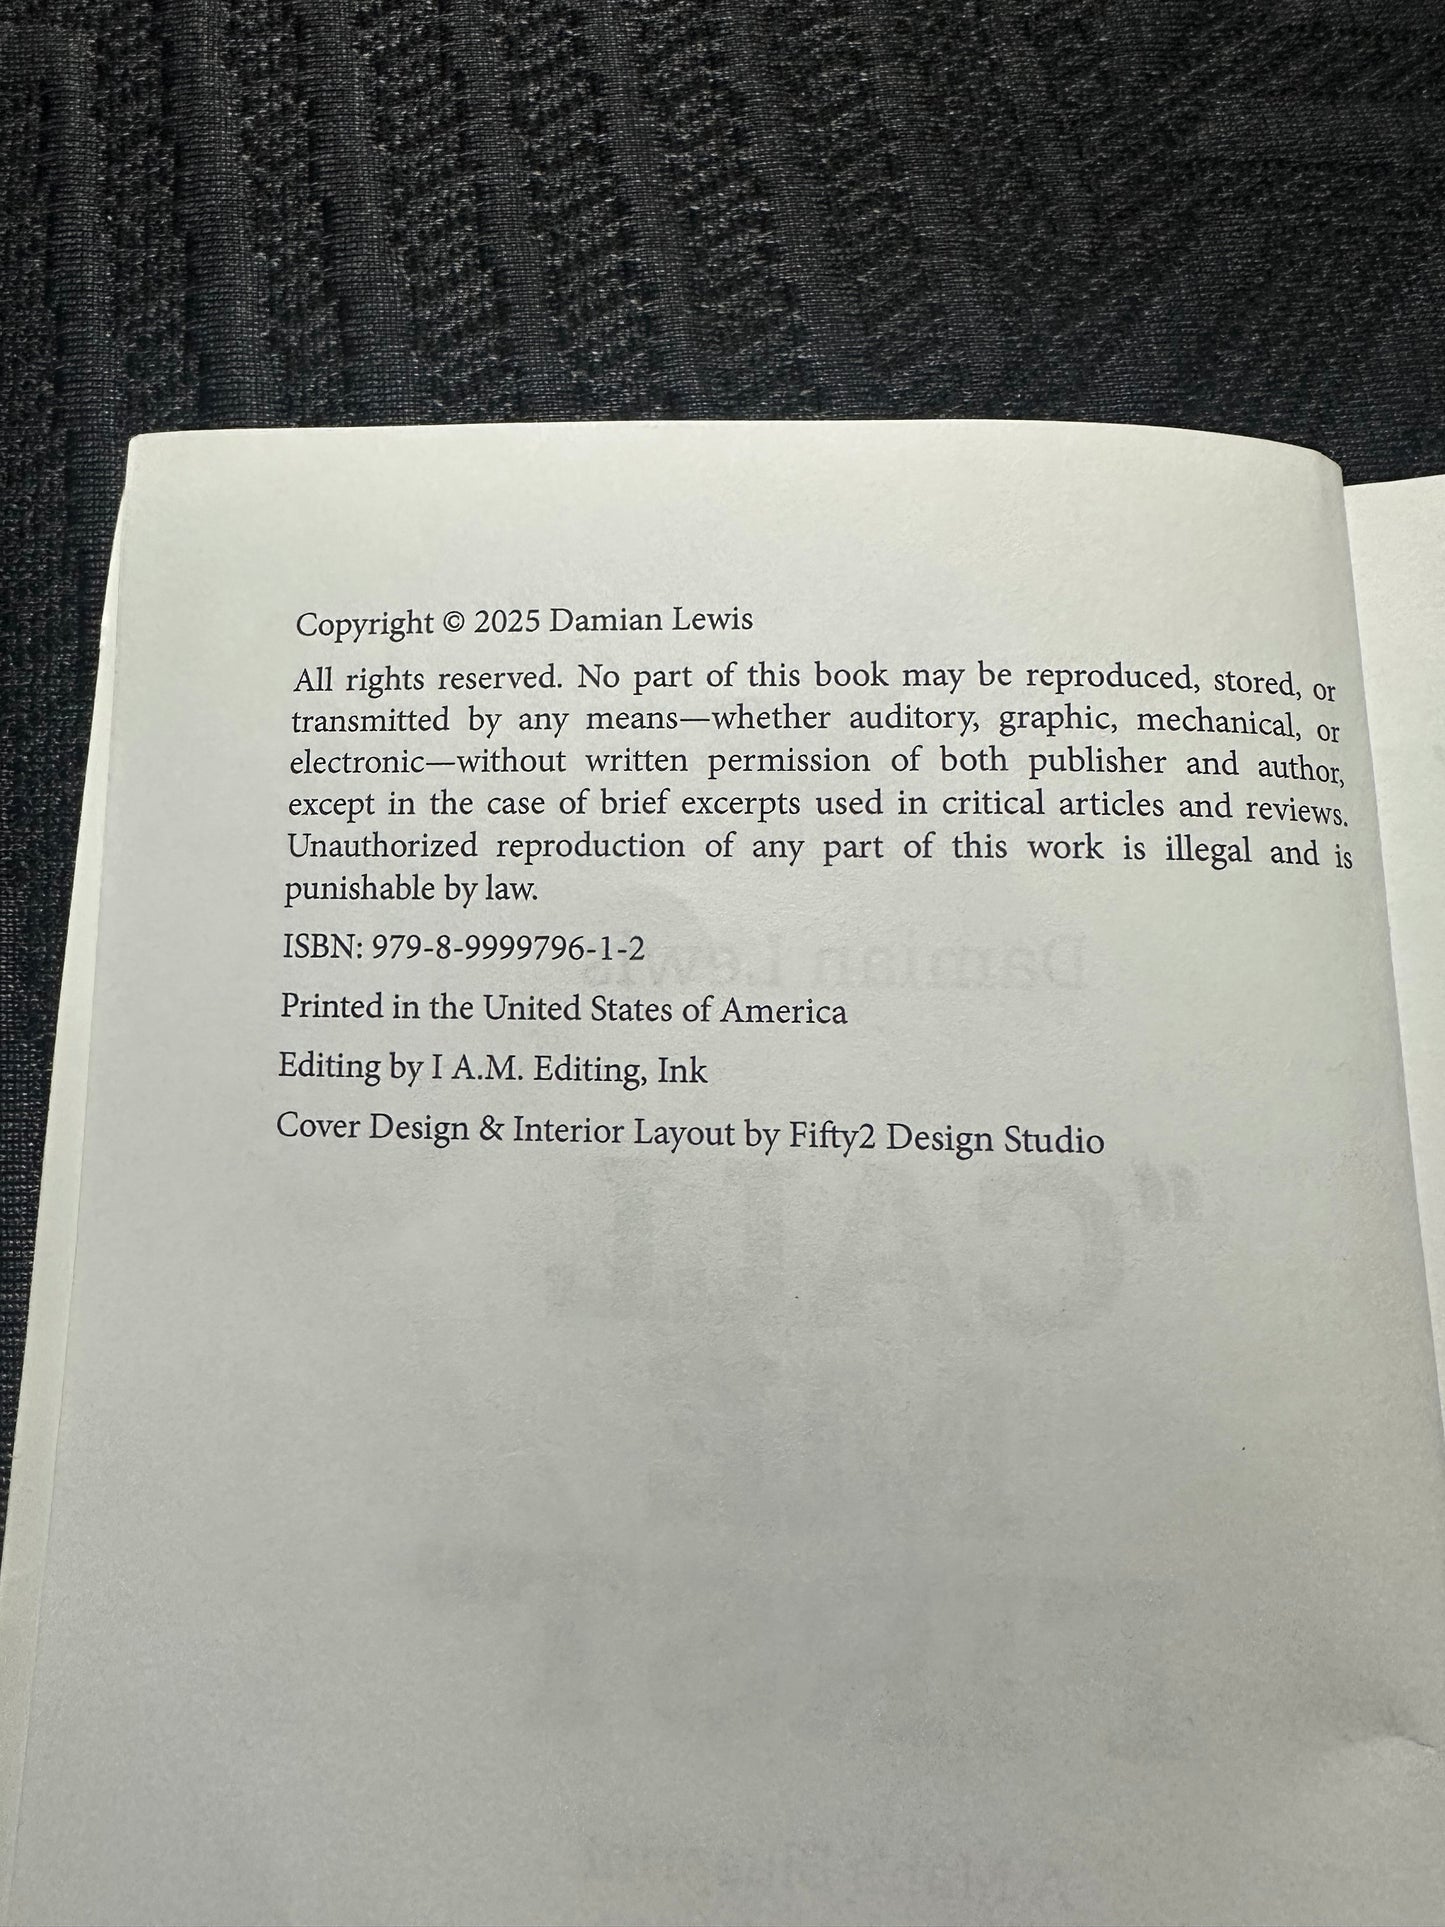 Copyright © 2025 Damian Lewis
All rights reserved. No part of this book may be reproduced, stored, or
transmitted by any means—whether auditory, graphic, mechanical, or
electronic—without written permission of both publisher and author,
except in the case of brief excerpts used in critical articles and reviews.
Unauthorized reproduction of any part of this work is illegal and is
punishable by law.
ISBN: 979-8-9999796-1-2
Printed in the United States of America
Editing by I A.M. Editing, Ink
Cover Design & Interior Layout by Fifty2 Design Studio
Damian Lewis